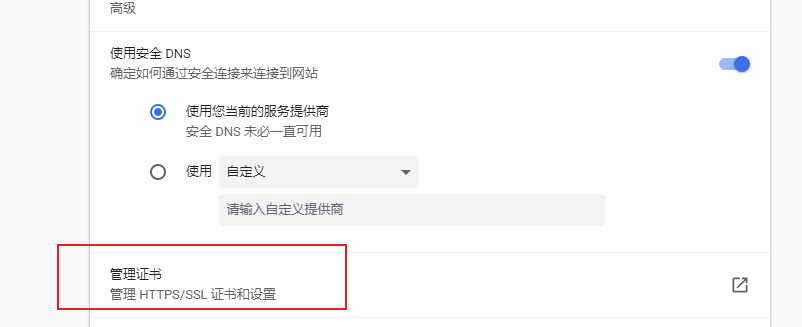 高级
使用安全 DNS
确定如何通过安全连接来连接到网站
使用您当前的服务提供商
安全 DNS 未必一直可用
使用 自定义
请输入自定义提供商
管理证书
管理 HTTPS/SSL 证书和设置